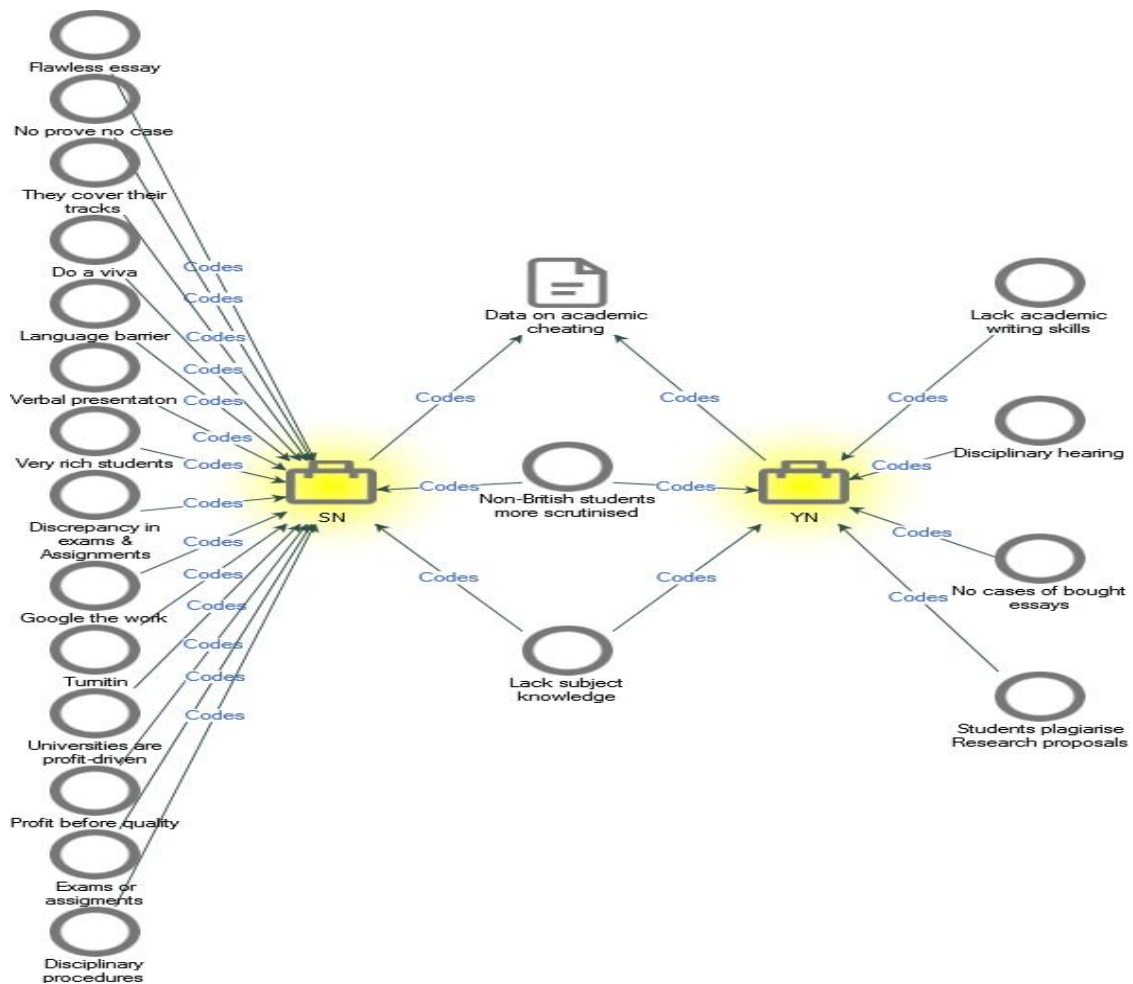 Flawless essay
No prove no case
They cover their
tracks
Do a viva
Language barrier
Verbal presentaton
Very rich students
Discrepancy in
exams &
Assignments
Google the work
Turnitin
Universities are
profit-driven
Profit before quality
Exams or
assigments
Disciplinary
procedures
Codes
Codes
Codes
Codes
Codes
Codes
Codes
Codes
Codes
Codes
Codes
Codes
Codes
Codes
SN
Data on academic
cheating
Codes
Codes
Codes
Non-British students
more scrutinised
Codes
Codes
Codes
Lack subject
knowledge
YN
Lack academic
writing skills
Codes
Disciplinary hearing
Codes
Codes
No cases of bought
essays
Codes
Students plagiarise
Research proposals